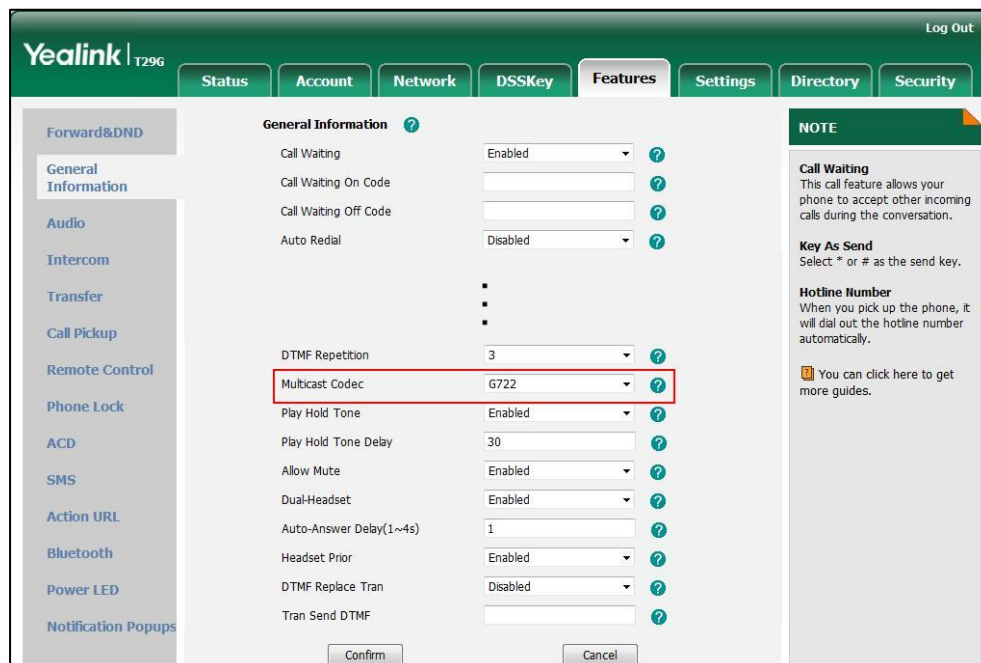 Log Out
Yealink T29G
Status Account Network DSSKey Features Settings Directory Security
Forward&DND
General
Information
Audio
Intercom
Transfer
Call Pickup
Remote Control
Phone Lock
ACD
SMS
Action URL
Bluetooth
Power LED
Notification Popups
General Information ?
Call Waiting Enabled ?
Call Waiting On Code ?
Call Waiting Off Code ?
Auto Redial Disabled ?
DTMF Repetition 3 ?
Multicast Codec G722 ?
Play Hold Tone Enabled ?
Play Hold Tone Delay 30 ?
Allow Mute Enabled ?
Dual-Headset Enabled ?
Auto-Answer Delay(1~4s) 1 ?
Headset Prior Enabled ?
DTMF Replace Tran Disabled ?
Tran Send DTMF ?
Confirm Cancel
NOTE
Call Waiting
This call feature allows your
phone to accept other incoming
calls during the conversation.
Key As Send
Select * or # as the send key.
Hotline Number
When you pick up the phone, it
will dial out the hotline number
automatically.
? You can click here to get
more guides.